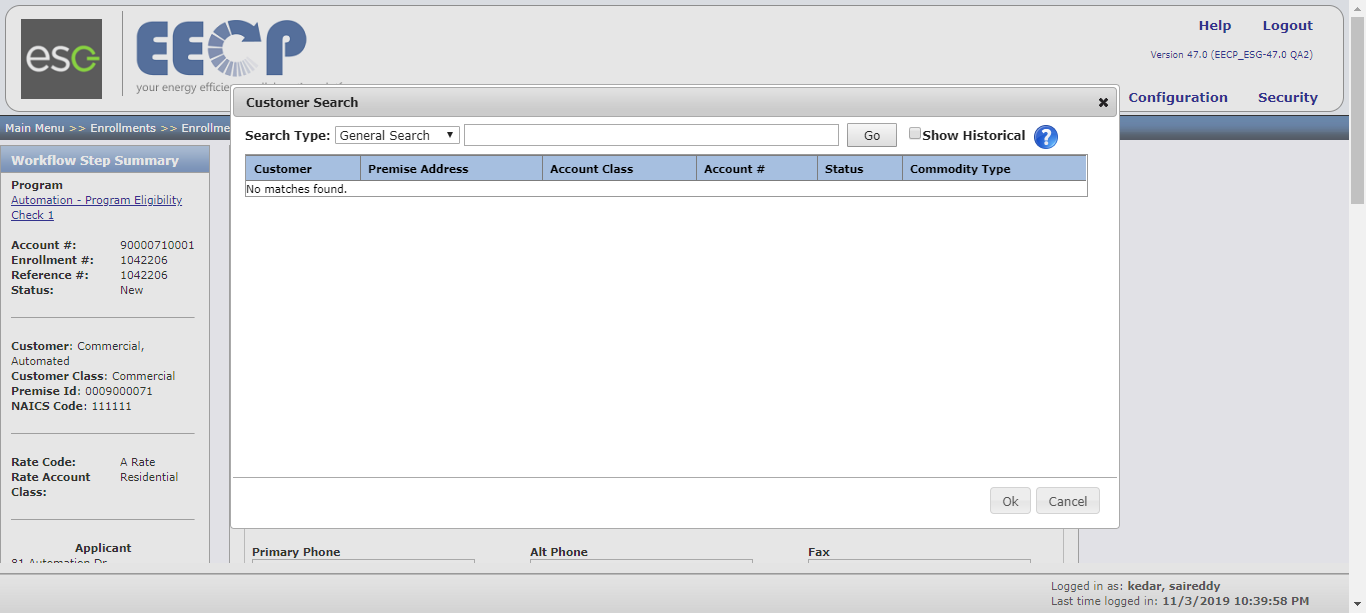 esg
EECP
your energy efficie
Help Logout
Version 47.0 (EECP_ESG-47.0 QA2)
Configuration Security
Main Menu >> Enrollments >> Enrollme
Customer Search
Search Type: General Search Go Show Historical ?
Customer Premise Address Account Class Account # Status Commodity Type
No matches found.
Ok Cancel
Workflow Step Summary
Program
Automation - Program Eligibility
Check 1
Account #: 90000710001
Enrollment #: 1042206
Reference #: 1042206
Status: New
Customer: Commercial,
Automated
Customer Class: Commercial
Premise Id: 0009000071
NAICS Code: 111111
Rate Code: A Rate
Rate Account Residential
Class:
Applicant
81 Automation Dr
Primary Phone Alt Phone Fax
Logged in as: kedar, saireddy
Last time logged in: 11/3/2019 10:39:58 PM